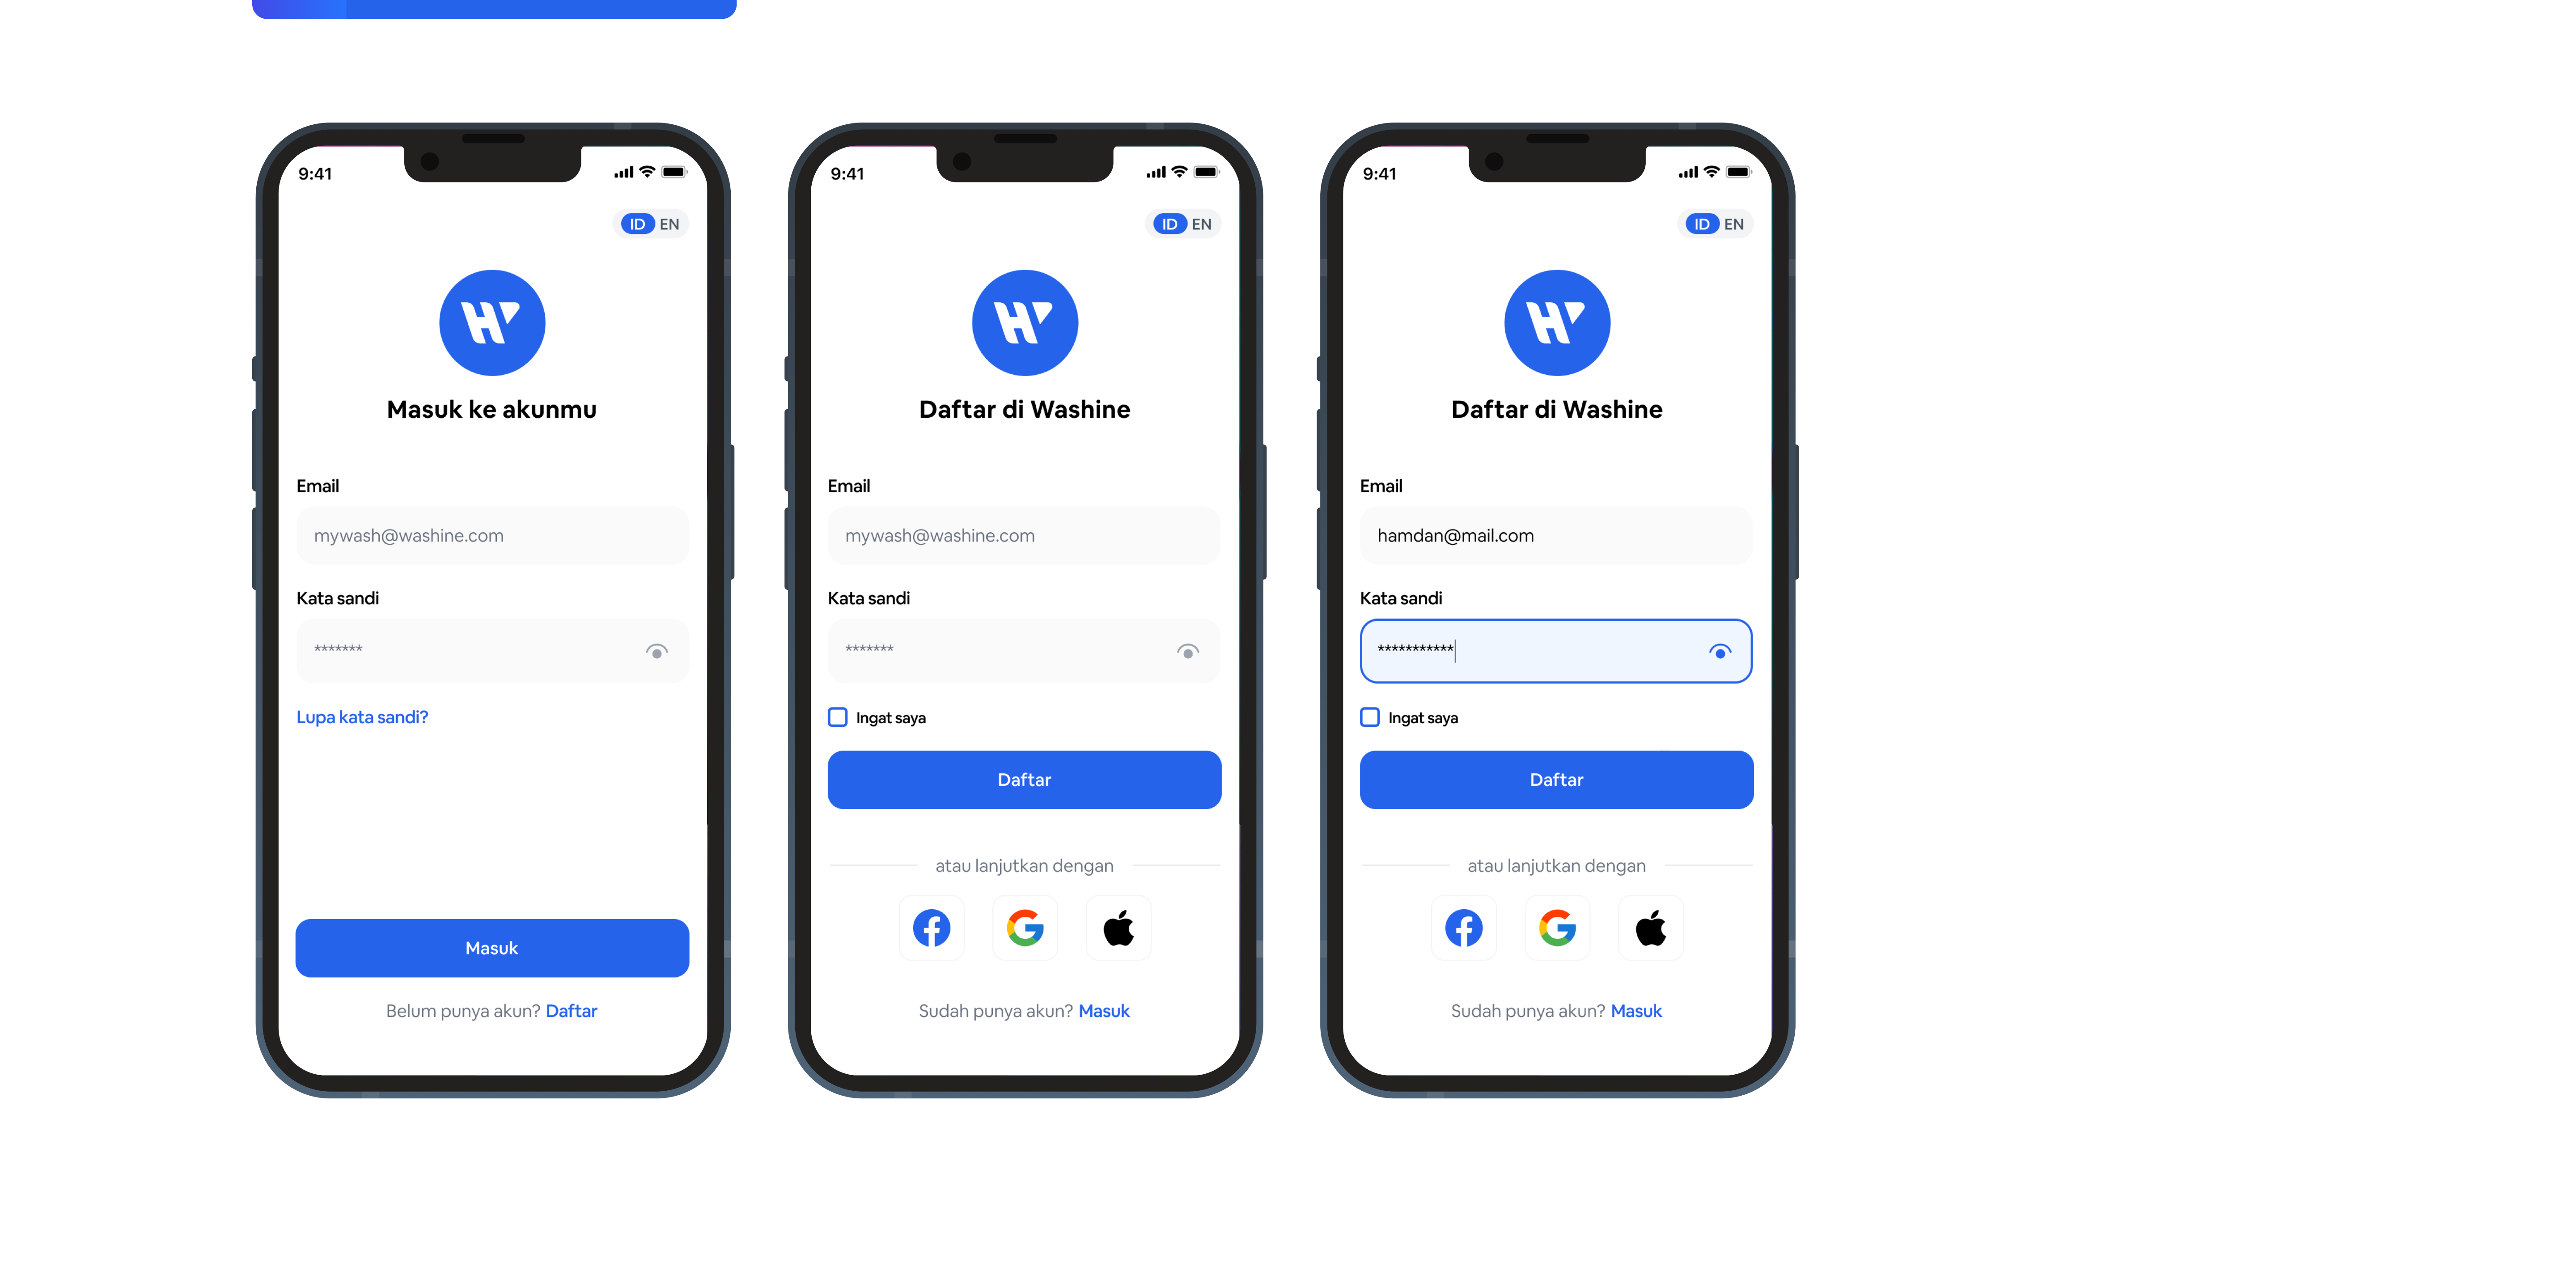 9:41
ID EN
Masuk ke akunmu
Email
mywash@washine.com
Kata sandi
*******
Lupa kata sandi?
Masuk
Belum punya akun? Daftar
9:41
ID EN
Daftar di Washine
Email
mywash@washine.com
Kata sandi
*******
Ingat saya
Daftar
atau lanjutkan dengan
Sudah punya akun? Masuk
9:41
ID EN
Daftar di Washine
Email
hamdan@mail.com
Kata sandi
***********
Ingat saya
Daftar
atau lanjutkan dengan
Sudah punya akun? Masuk